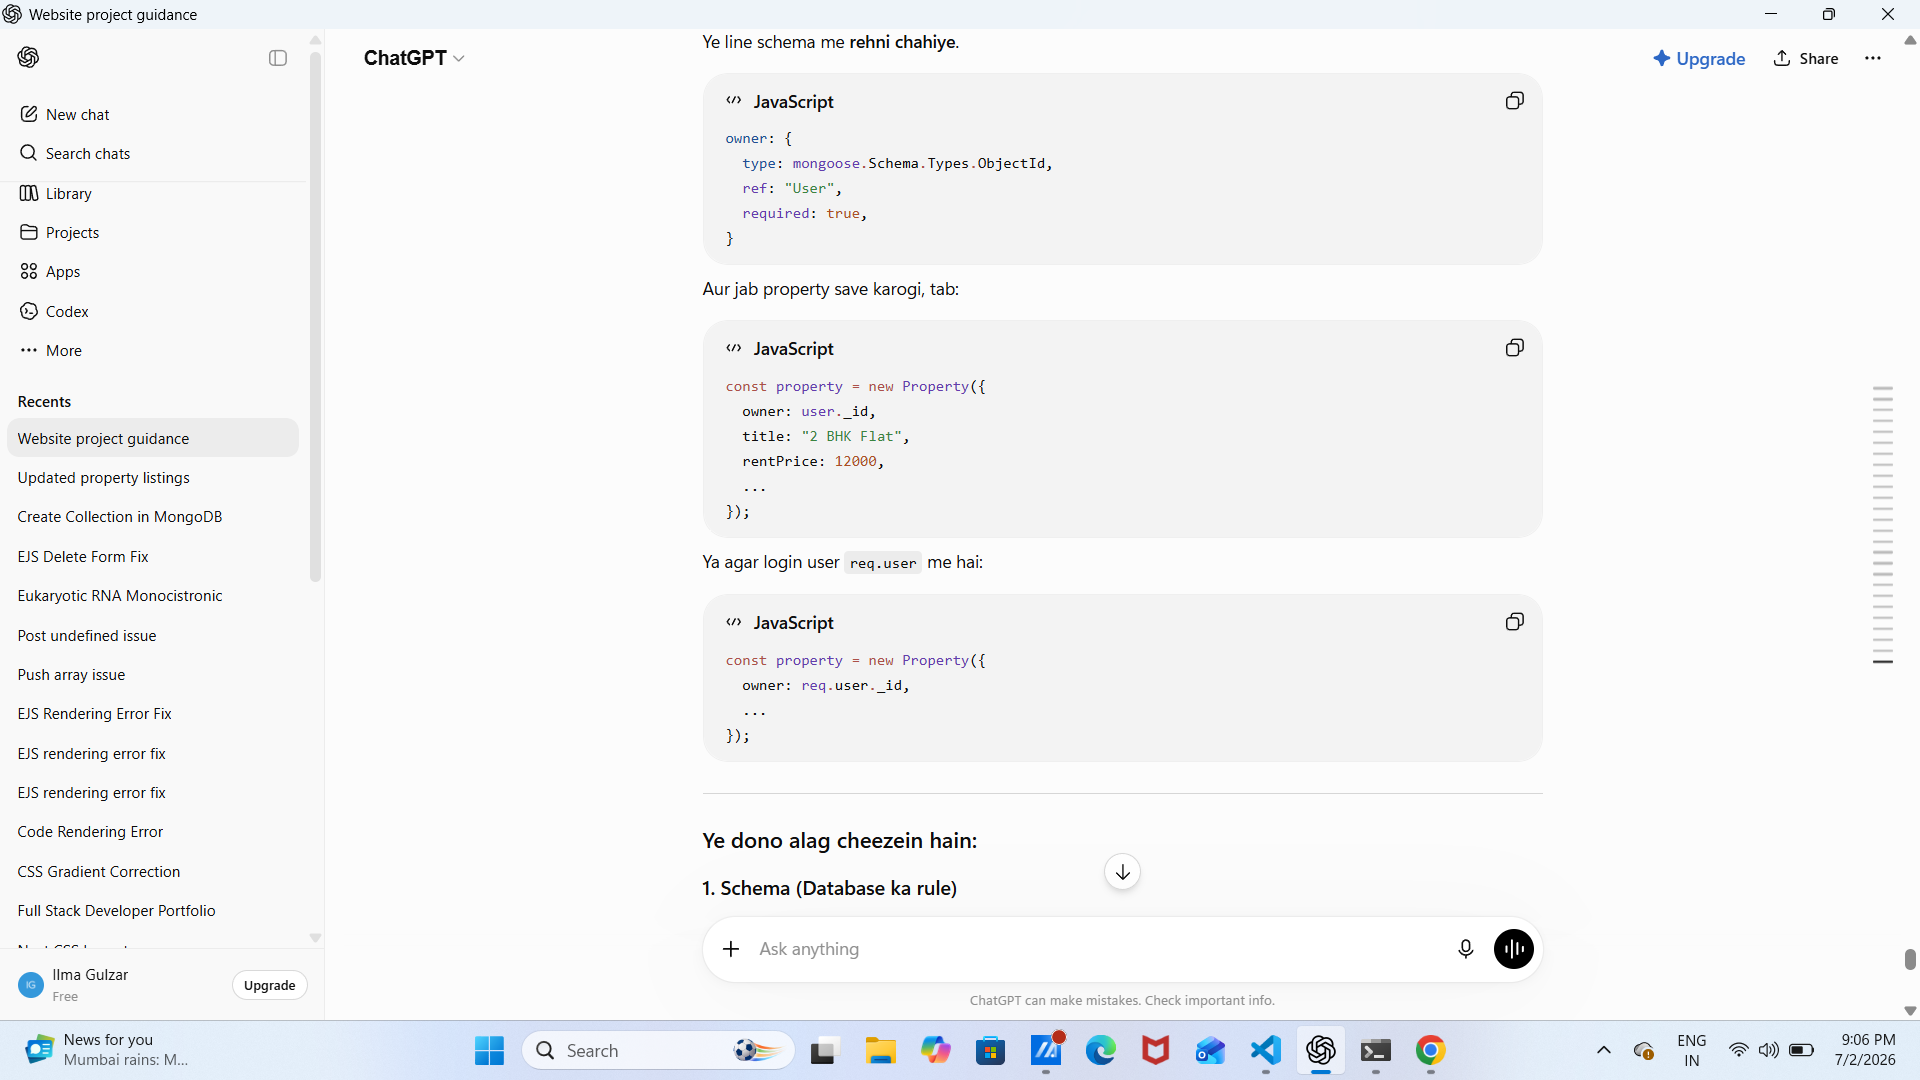 Website project guidance
ChatGPT
Upgrade
Share
New chat
Search chats
Library
Projects
Apps
Codex
More
Recents
Website project guidance
Updated property listings
Create Collection in MongoDB
EJS Delete Form Fix
Eukaryotic RNA Monocistronic
Post undefined issue
Push array issue
EJS Rendering Error Fix
EJS rendering error fix
EJS rendering error fix
Code Rendering Error
CSS Gradient Correction
Full Stack Developer Portfolio
IG
Ilma Gulzar
Free
Upgrade
Ye line schema me rehni chahiye.
JavaScript
owner: {
type: mongoose.Schema.Types.ObjectId,
ref: "User",
required: true,
}
Aur jab property save karogi, tab:
JavaScript
const property = new Property({
owner: user._id,
title: "2 BHK Flat",
rentPrice: 12000,
...
});
Ya agar login user req.user me hai:
JavaScript
const property = new Property({
owner: req.user._id,
...
});
Ye dono alag cheezein hain:
1. Schema (Database ka rule)
Ask anything
ChatGPT can make mistakes. Check important info.
News for you
Mumbai rains: M...
Search
ENG
IN
9:06 PM
7/2/2026